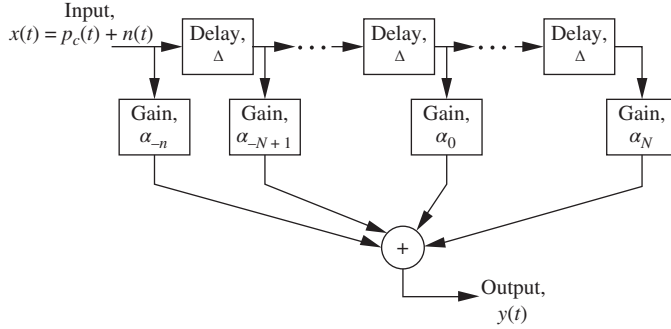 Input,
x(t) = p_c(t) + n(t)
Delay,
Δ
Delay,
Δ
Delay,
Δ
Gain,
α_{–n}
Gain,
α_{–N + 1}
Gain,
α_0
Gain,
α_N
+
Output,
y(t)